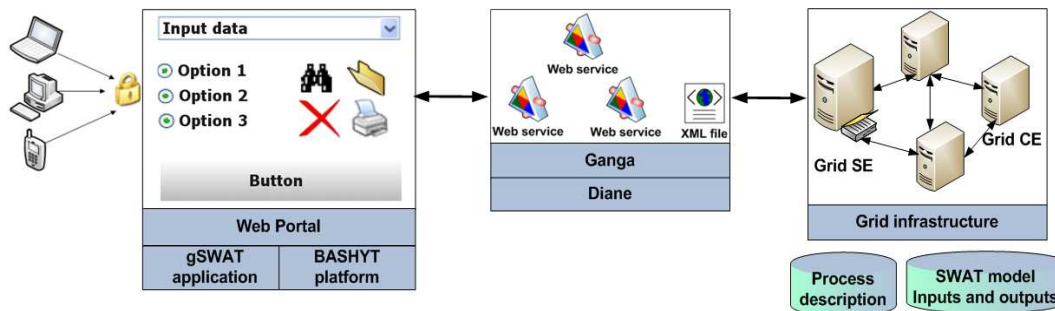 Input data
Option 1
Option 2
Option 3
Button
Web Portal
gSWAT
application
BASHYT
platform
Web service
Web service
Web service
XML file
Ganga
Diane
Grid SE
Grid CE
Grid infrastructure
Process
description
SWAT model
Inputs and outputs